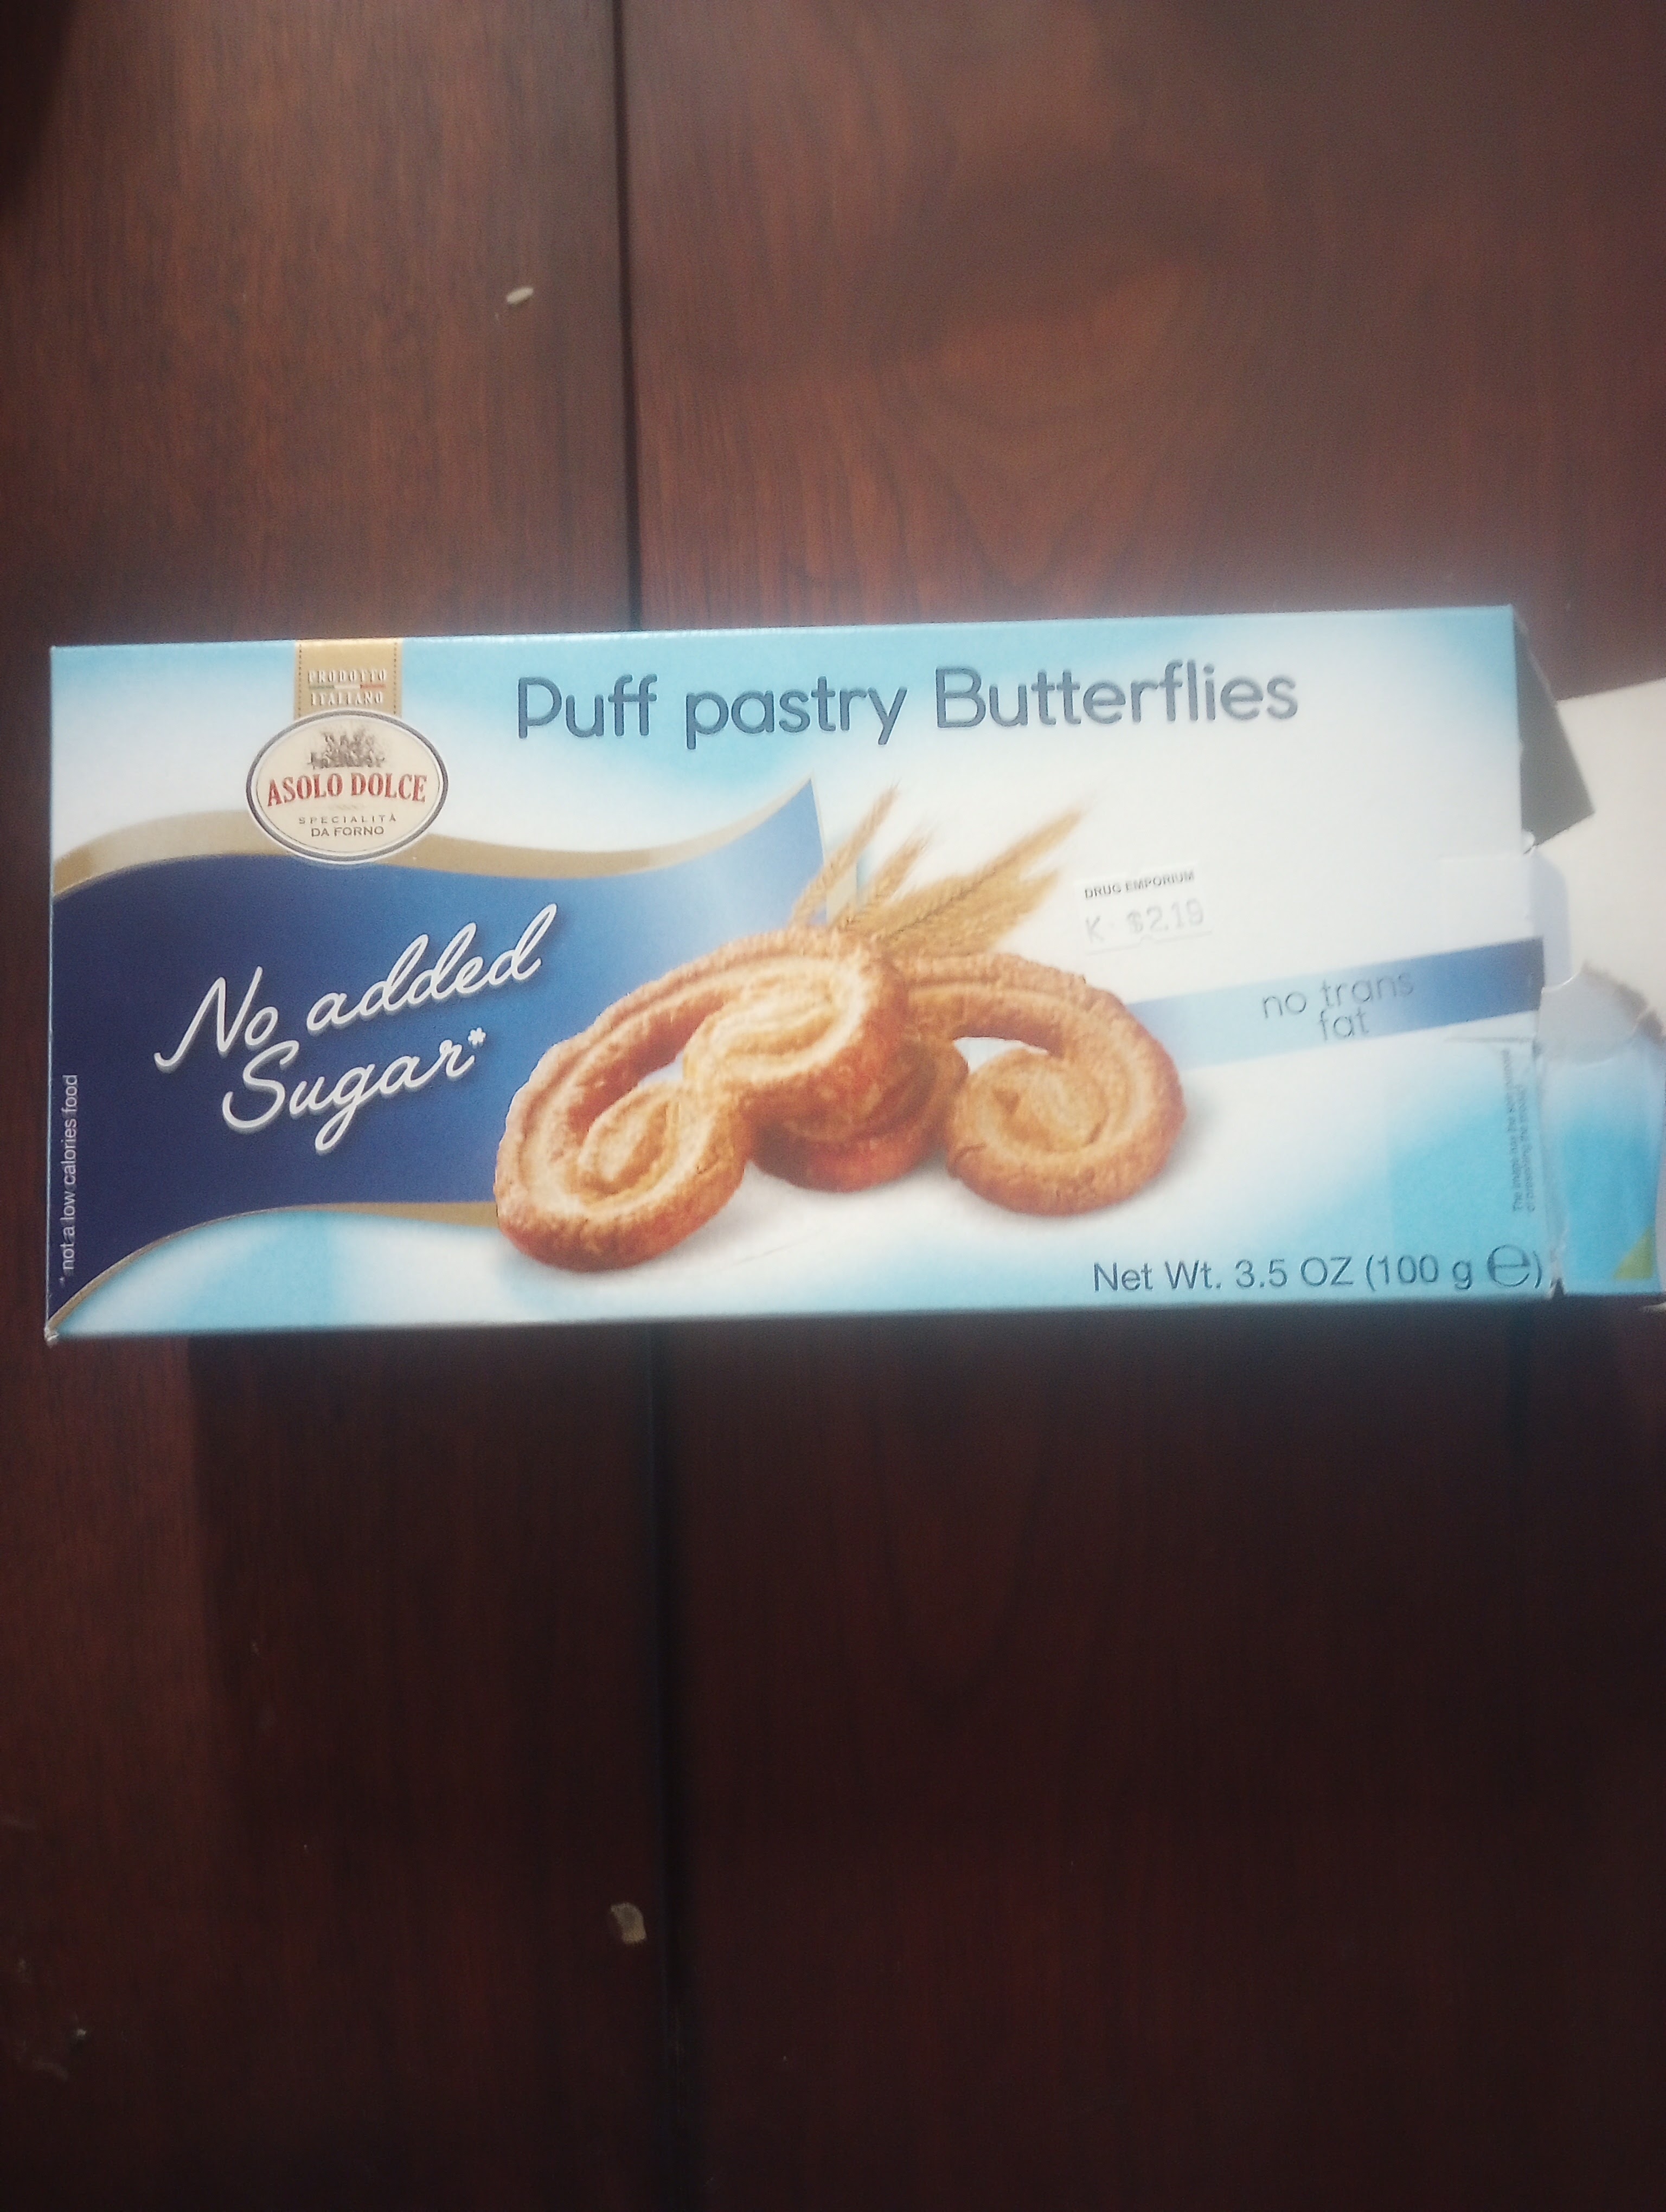 PRODOTTO
ITALIANO
ASOLO DOLCE
SPECIALITÀ
DA FORNO
Puff pastry Butterflies
No added
Sugar*
DRUG EMPORIUM
K $2.19
no trans
fat
*not a low calories food
Net Wt. 3.5 OZ (100 g ℮)